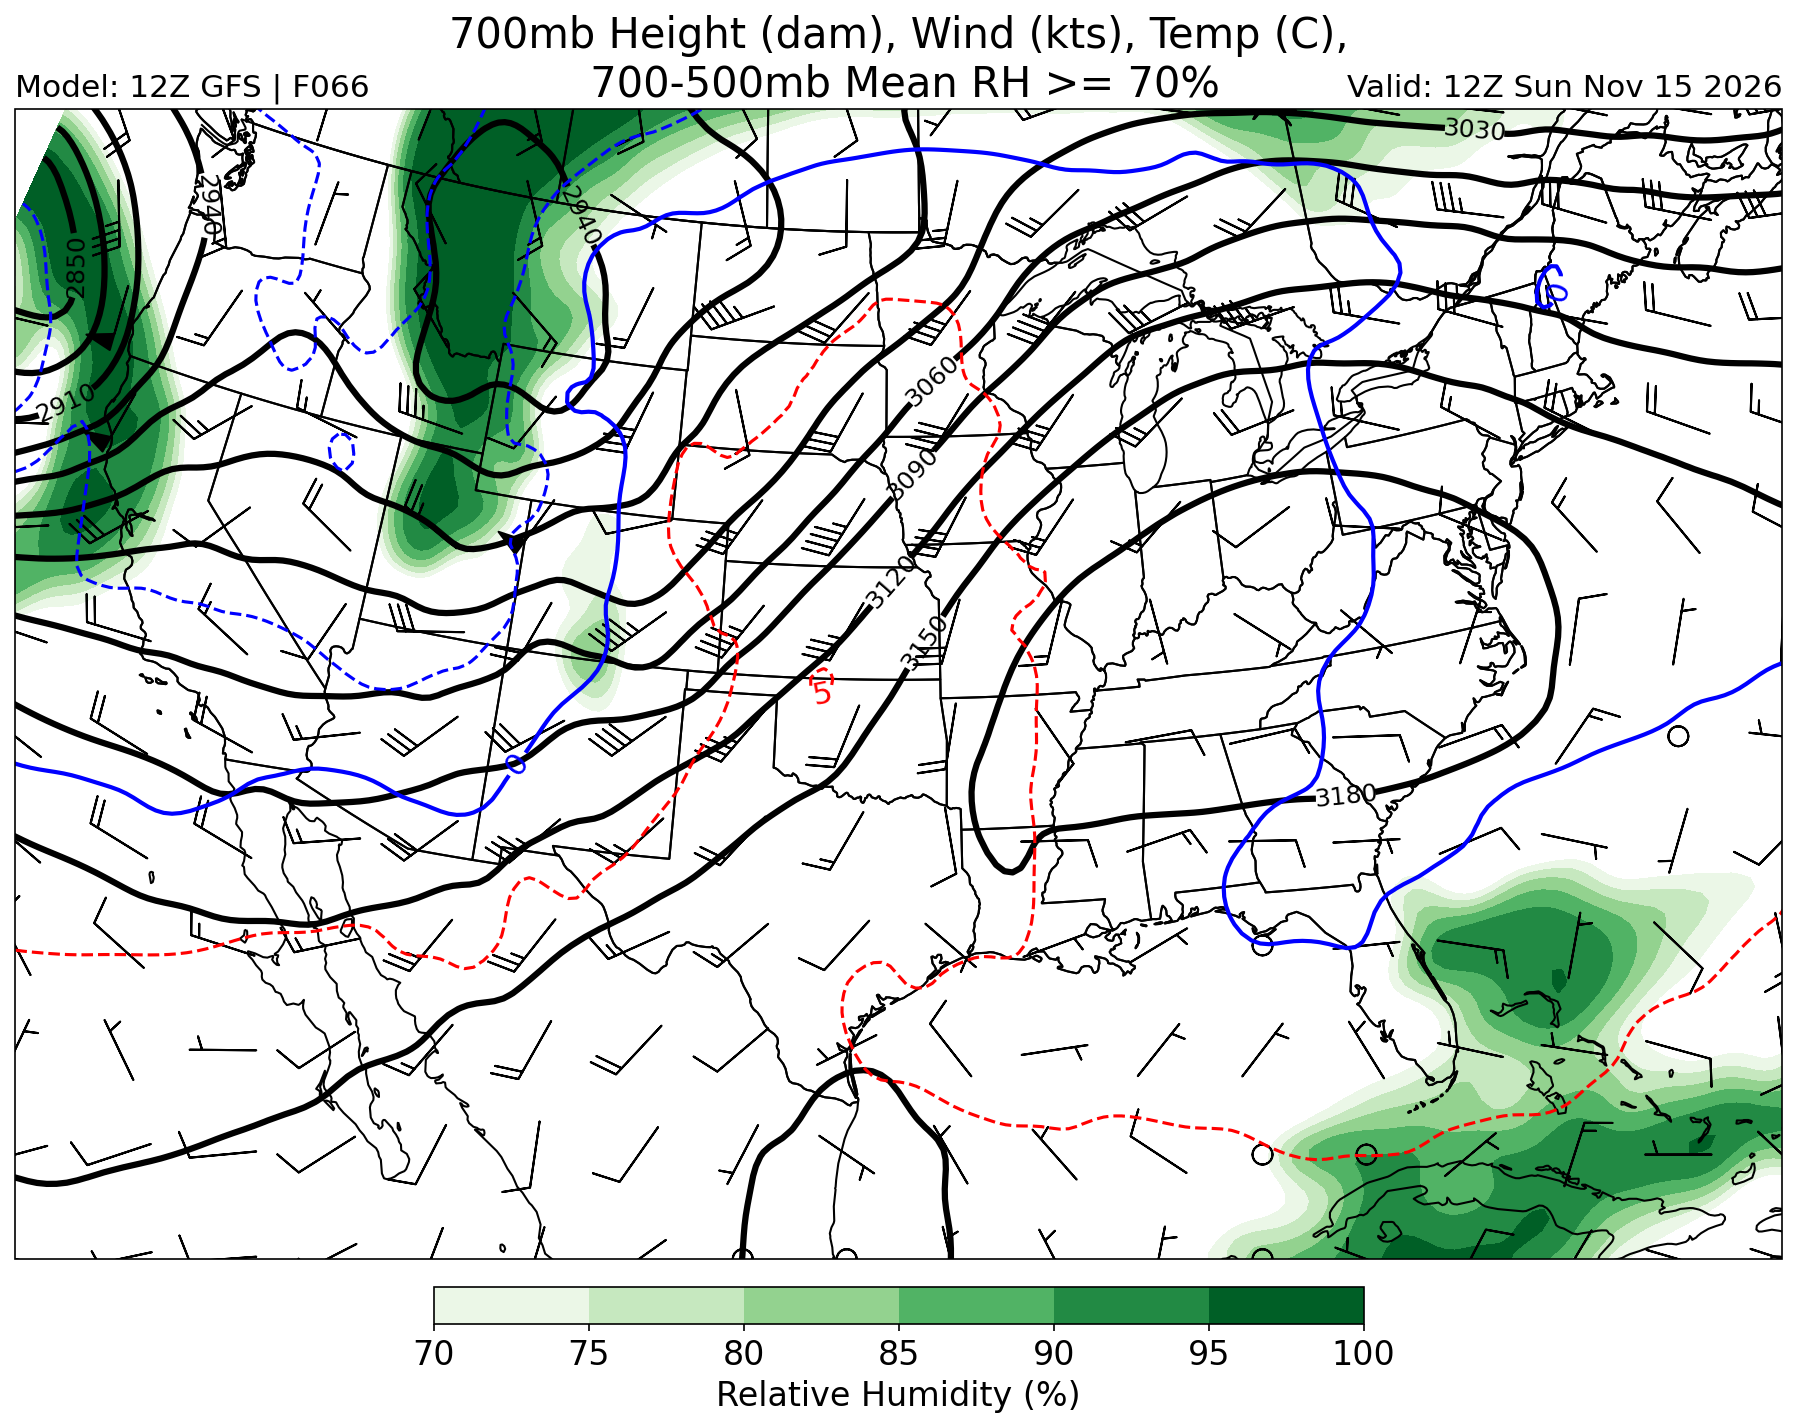 700mb Height (dam), Wind (kts), Temp (C),
700-500mb Mean RH >= 70%
Model: 12Z GFS | F066
Valid: 12Z Sun Nov 15 2026
3030
2940
2940
2850
0
2910
3060
3090
3120
3150
5
0
3180
70 75 80 85 90 95 100
Relative Humidity (%)